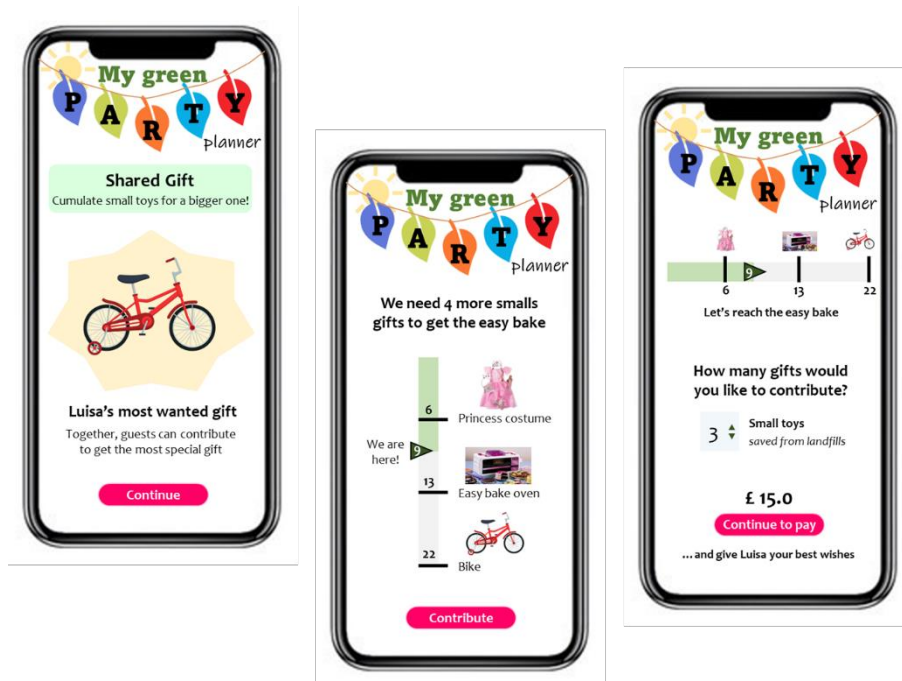 My green
PARTY
planner
Shared Gift
Cumulate small toys for a bigger one!
Luisa's most wanted gift
Together, guests can contribute
to get the most special gift
Continue
My green
PARTY
planner
We need 4 more smalls
gifts to get the easy bake
6
Princess costume
We are
here!
9
13
Easy bake oven
22
Bike
Contribute
My green
PARTY
planner
9
6
13
22
Let's reach the easy bake
How many gifts would
you like to contribute?
3
Small toys
saved from landfills
£ 15.0
Continue to pay
...and give Luisa your best wishes